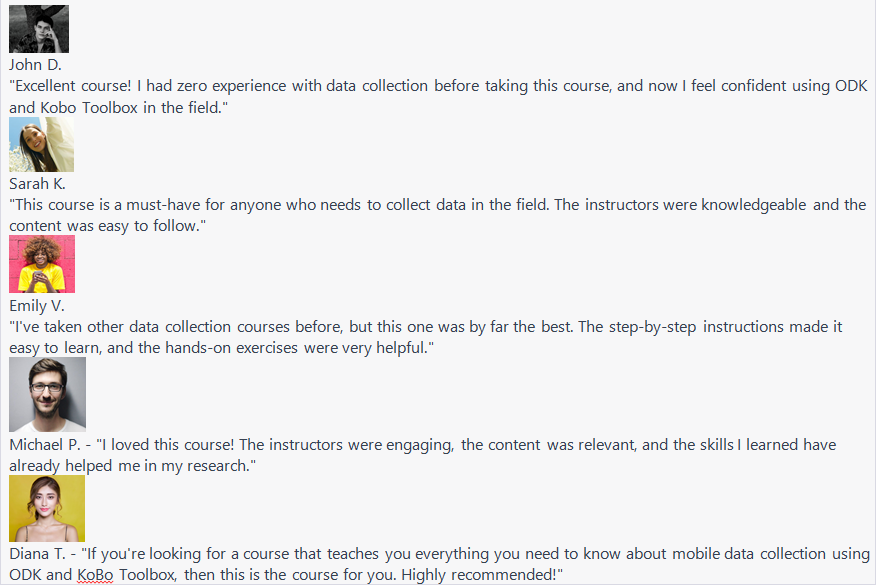 John D.
"Excellent course! I had zero experience with data collection before taking this course, and now I feel confident using ODK
and Kobo Toolbox in the field."
Sarah K.
"This course is a must-have for anyone who needs to collect data in the field. The instructors were knowledgeable and the
content was easy to follow."
Emily V.
"I've taken other data collection courses before, but this one was by far the best. The step-by-step instructions made it
easy to learn, and the hands-on exercises were very helpful."
Michael P. - "I loved this course! The instructors were engaging, the content was relevant, and the skills I learned have
already helped me in my research."
Diana T. - "If you're looking for a course that teaches you everything you need to know about mobile data collection using
ODK and KoBo Toolbox, then this is the course for you. Highly recommended!"